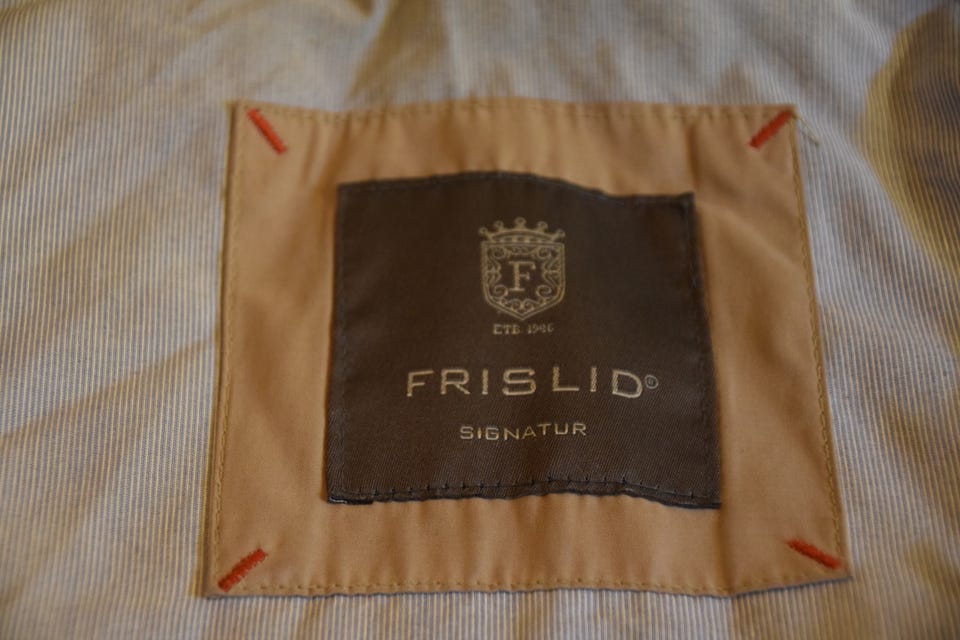 F
ETB. 1946
FRISLID®
SIGNATUR